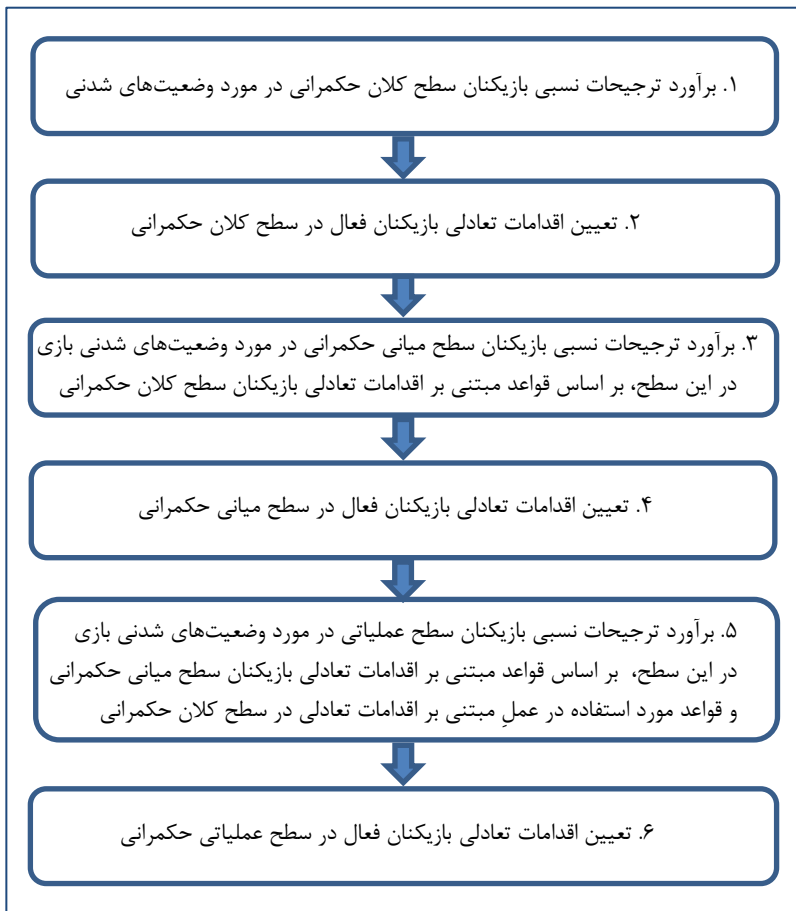 ۱. برآورد ترجیحات نسبی بازیکنان سطح کلان حکمرانی در مورد وضعیت‌های شدنی
۲. تعیین اقدامات تعادلی بازیکنان فعال در سطح کلان حکمرانی
۳. برآورد ترجیحات نسبی بازیکنان سطح میانی حکمرانی در مورد وضعیت‌های شدنی بازی
در این سطح، بر اساس قواعد مبتنی بر اقدامات تعادلی بازیکنان سطح کلان حکمرانی
۴. تعیین اقدامات تعادلی بازیکنان فعال در سطح میانی حکمرانی
۵. برآورد ترجیحات نسبی بازیکنان سطح عملیاتی در مورد وضعیت‌های شدنی بازی
در این سطح، بر اساس قواعد مبتنی بر اقدامات تعادلی بازیکنان سطح میانی حکمرانی
و قواعد مورد استفاده در عملِ مبتنی بر اقدامات تعادلی در سطح کلان حکمرانی
۶. تعیین اقدامات تعادلی بازیکنان فعال در سطح عملیاتی حکمرانی